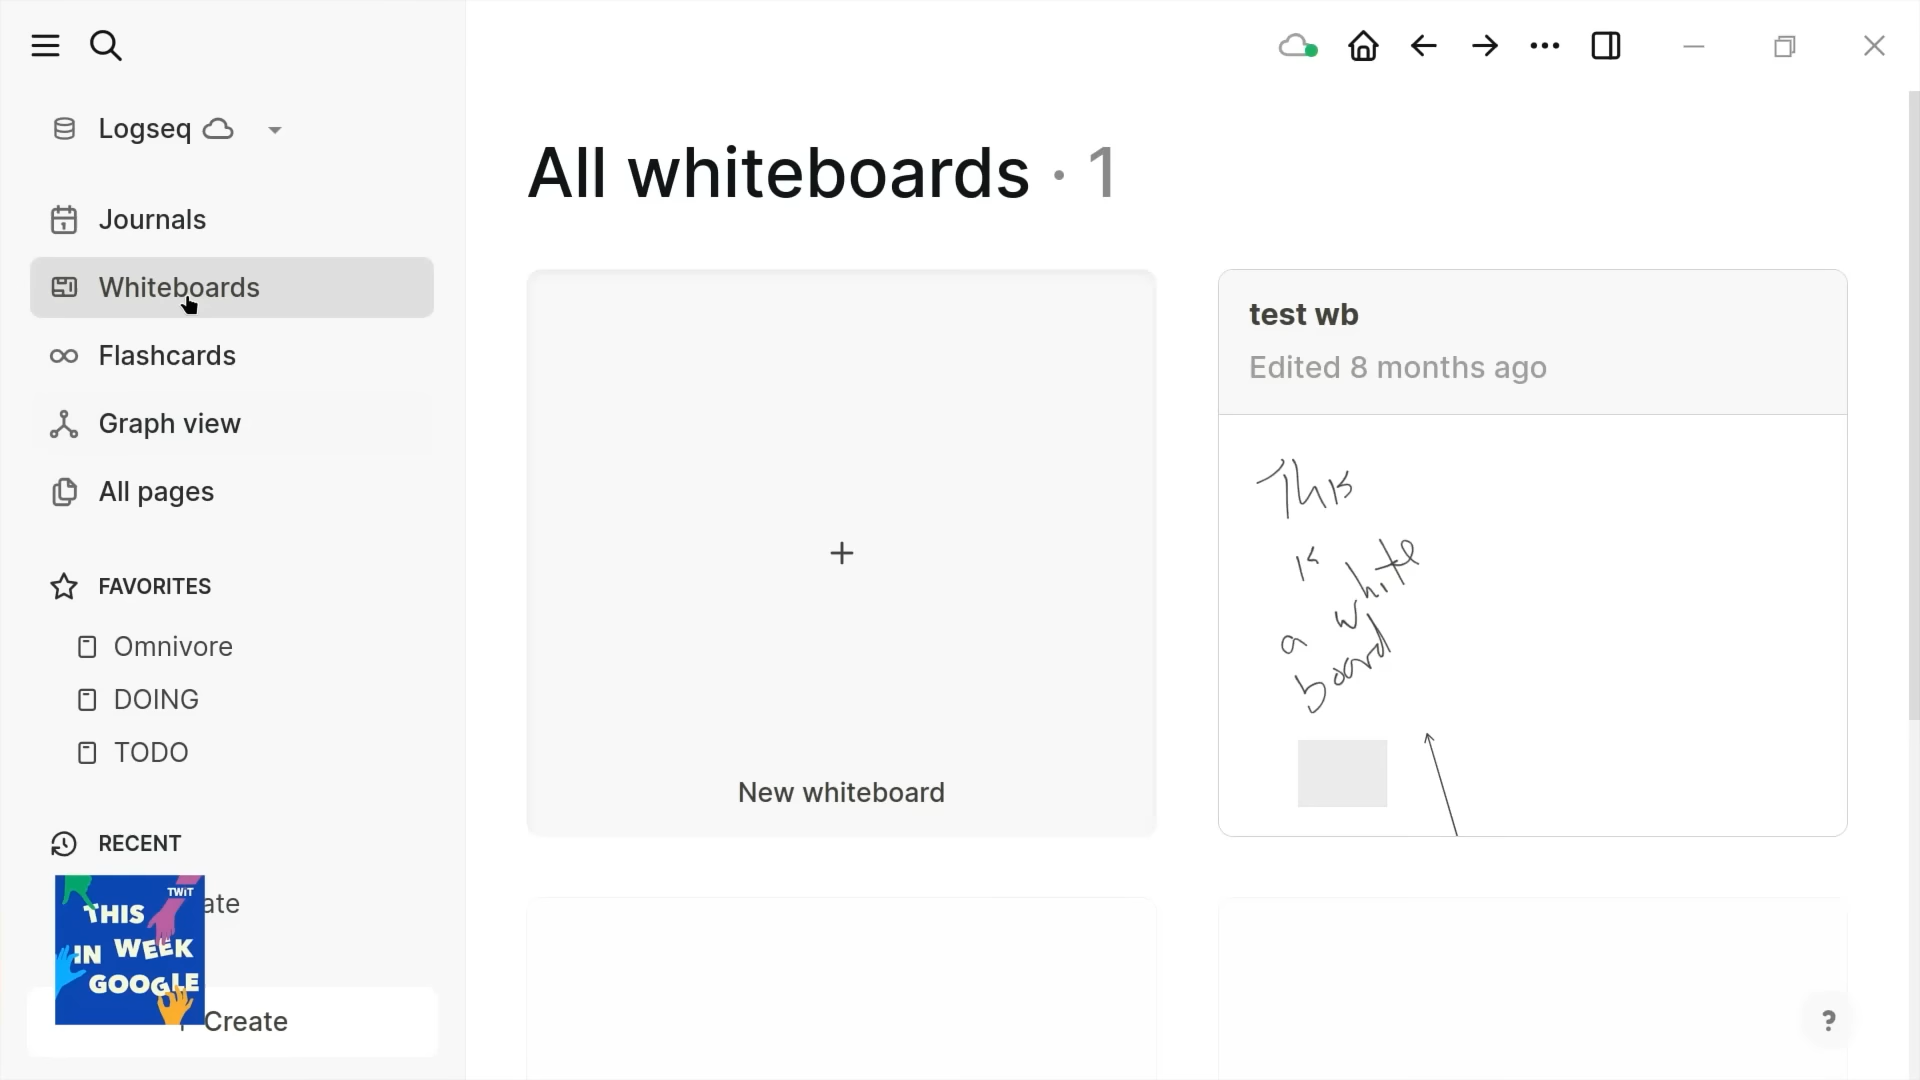 Logseq
Journals
Whiteboards
Flashcards
Graph view
All pages
FAVORITES
Omnivore
DOING
TODO
RECENT
ate
TWiT
THIS
IN WEEK
GOOGLE
Create
All whiteboards · 1
+
New whiteboard
test wb
Edited 8 months ago
This
is
white
a
board
?